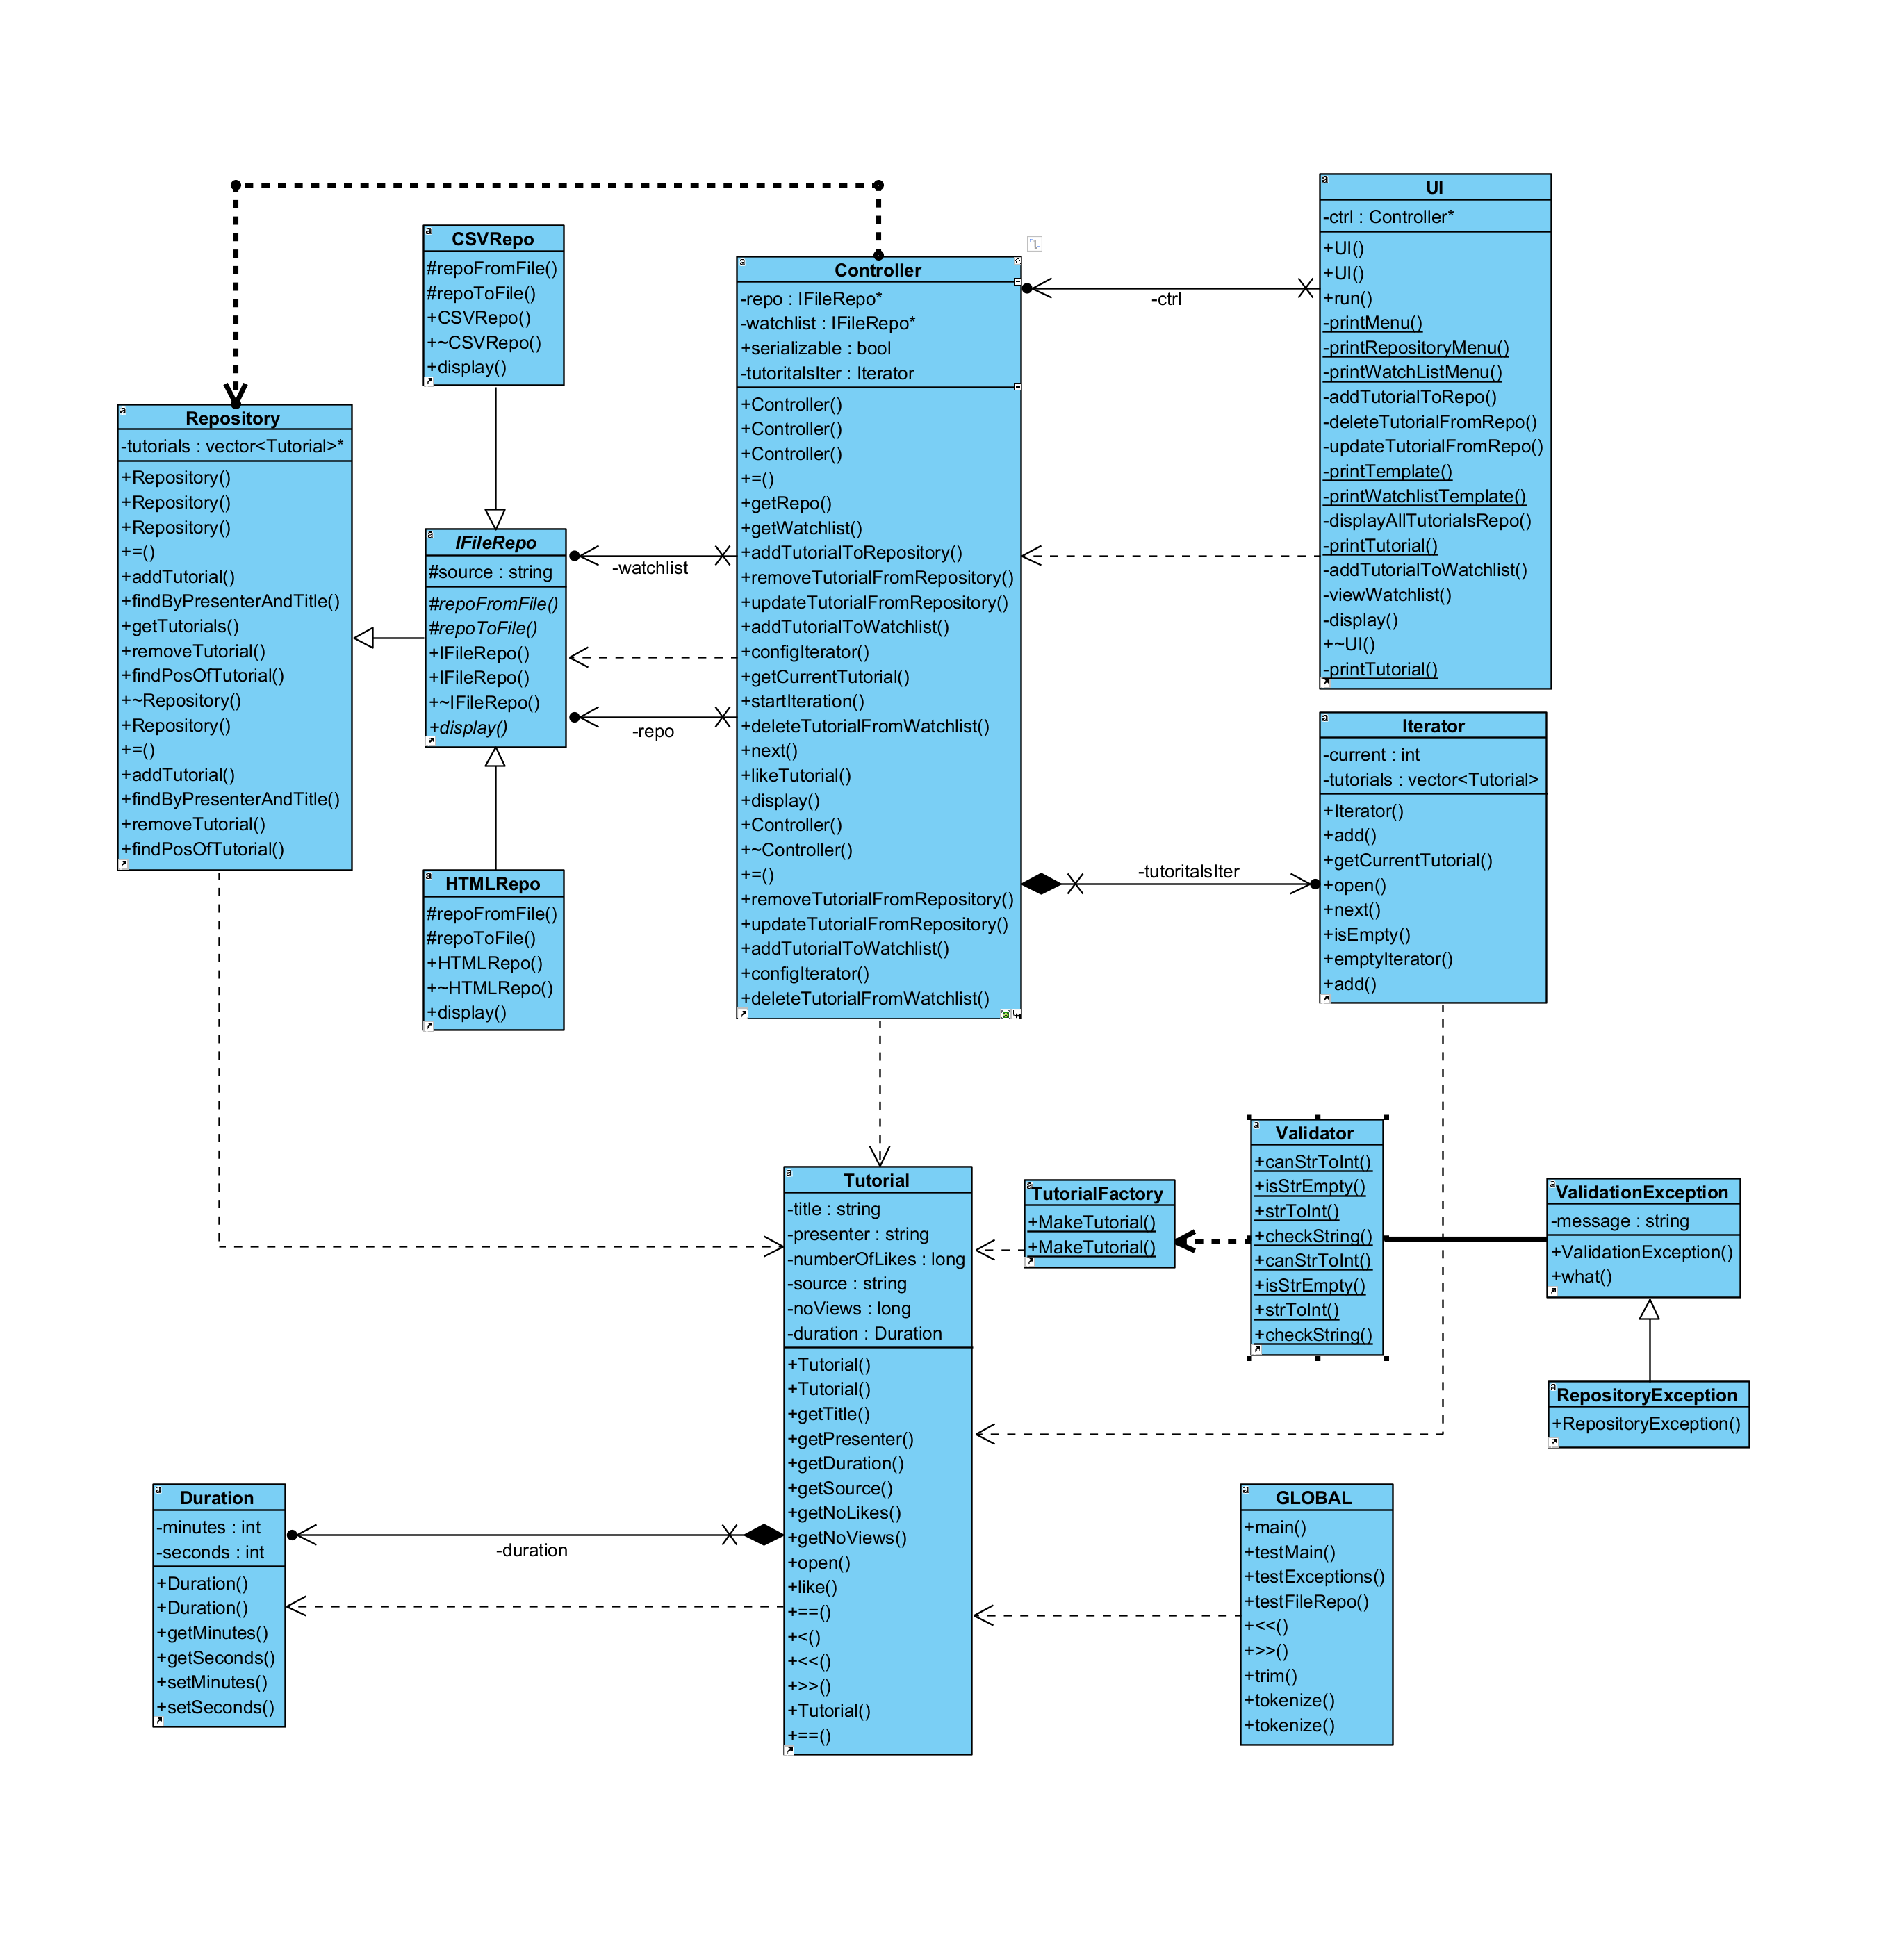 CSVRepo
#repoFromFile()
#repoToFile()
+CSVRepo()
+~CSVRepo()
+display()
Repository
-tutorials : vector<Tutorial>*
+Repository()
+Repository()
+Repository()
+=()
+addTutorial()
+findByPresenterAndTitle()
+getTutorials()
+removeTutorial()
+findPosOfTutorial()
+~Repository()
+Repository()
+=()
+addTutorial()
+findByPresenterAndTitle()
+removeTutorial()
+findPosOfTutorial()
IFileRepo
#source : string
#repoFromFile()
#repoToFile()
+IFileRepo()
+IFileRepo()
+~IFileRepo()
+display()
HTMLRepo
#repoFromFile()
#repoToFile()
+HTMLRepo()
+~HTMLRepo()
+display()
-watchlist
-repo
Controller
-repo : IFileRepo*
-watchlist : IFileRepo*
+serializable : bool
-tutoritalsIter : Iterator
+Controller()
+Controller()
+Controller()
+=()
+getRepo()
+getWatchlist()
+addTutorialToRepository()
+removeTutorialFromRepository()
+updateTutorialFromRepository()
+addTutorialToWatchlist()
+configIterator()
+getCurrentTutorial()
+startIteration()
+deleteTutorialFromWatchlist()
+next()
+likeTutorial()
+display()
+Controller()
+~Controller()
+=()
+removeTutorialFromRepository()
+updateTutorialFromRepository()
+addTutorialToWatchlist()
+configIterator()
+deleteTutorialFromWatchlist()
-ctrl
-tutoritalsIter
UI
-ctrl : Controller*
+UI()
+UI()
+run()
-printMenu()
-printRepositoryMenu()
-printWatchListMenu()
-addTutorialToRepo()
-deleteTutorialFromRepo()
-updateTutorialFromRepo()
-printTemplate()
-printWatchlistTemplate()
-displayAllTutorialsRepo()
-printTutorial()
-addTutorialToWatchlist()
-viewWatchlist()
-display()
+~UI()
-printTutorial()
Iterator
-current : int
-tutorials : vector<Tutorial>
+Iterator()
+add()
+getCurrentTutorial()
+open()
+next()
+isEmpty()
+emptyIterator()
+add()
Tutorial
-title : string
-presenter : string
-numberOfLikes : long
-source : string
-noViews : long
-duration : Duration
+Tutorial()
+Tutorial()
+getTitle()
+getPresenter()
+getDuration()
+getSource()
+getNoLikes()
+getNoViews()
+open()
+like()
+==()
+<()
+<<()
+>>()
+Tutorial()
+==()
TutorialFactory
+MakeTutorial()
+MakeTutorial()
Validator
+canStrToInt()
+isStrEmpty()
+strToInt()
+checkString()
+canStrToInt()
+isStrEmpty()
+strToInt()
+checkString()
ValidationException
-message : string
+ValidationException()
+what()
RepositoryException
+RepositoryException()
Duration
-minutes : int
-seconds : int
+Duration()
+Duration()
+getMinutes()
+getSeconds()
+setMinutes()
+setSeconds()
-duration
GLOBAL
+main()
+testMain()
+testExceptions()
+testFileRepo()
+<<()
+>>()
+trim()
+tokenize()
+tokenize()